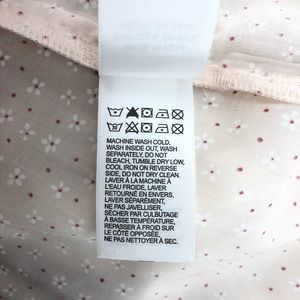 MACHINE WASH COLD,
WASH INSIDE OUT, WASH
SEPARATELY, DO NOT
BLEACH, TUMBLE DRY LOW,
COOL IRON ON REVERSE
SIDE, DO NOT DRY CLEAN.
LAVER À LA MACHINE À
L'EAU FROIDE, LAVER
RETOURNÉ EN ENVERS,
LAVER SÉPARÉMENT,
NE PAS JAVELLISER,
SÉCHER PAR CULBUTAGE
À BASSE TEMPÉRATURE,
REPASSER À FROID SUR
LE CÔTÉ OPPOSÉE,
NE PAS NETTOYER À SEC.